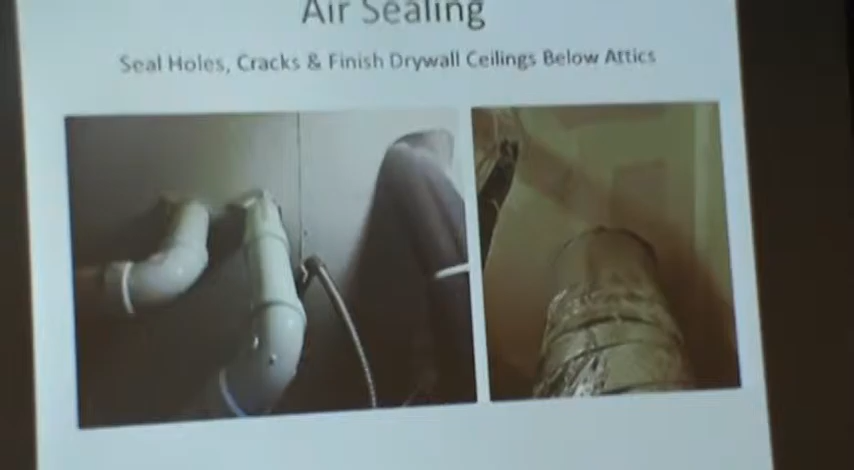 Air Sealing
Seal Holes, Cracks & Finish Drywall Ceilings Below Attics